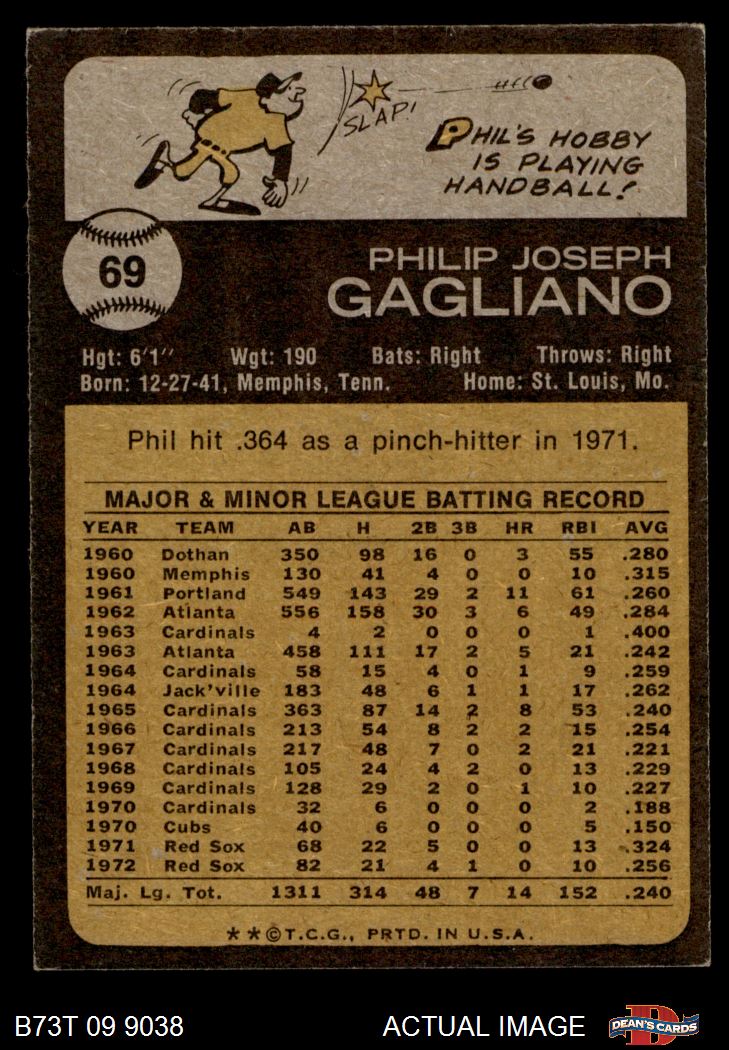 SLAP!
PHIL'S HOBBY
IS PLAYING
HANDBALL!
69
PHILIP JOSEPH
GAGLIANO
Hgt: 6'1" Wgt: 190 Bats: Right Throws: Right
Born: 12-27-41, Memphis, Tenn. Home: St. Louis, Mo.
Phil hit .364 as a pinch-hitter in 1971.
MAJOR & MINOR LEAGUE BATTING RECORD
YEAR TEAM AB H 2B 3B HR RBI AVG
1960 Dothan 350 98 16 0 3 55 .280
1960 Memphis 130 41 4 0 0 10 .315
1961 Portland 549 143 29 2 11 61 .260
1962 Atlanta 556 158 30 3 6 49 .284
1963 Cardinals 4 2 0 0 0 1 .400
1963 Atlanta 458 111 17 2 5 21 .242
1964 Cardinals 58 15 4 0 1 9 .259
1964 Jack'ville 183 48 6 1 1 17 .262
1965 Cardinals 363 87 14 2 8 53 .240
1966 Cardinals 213 54 8 2 2 15 .254
1967 Cardinals 217 48 7 0 2 21 .221
1968 Cardinals 105 24 4 2 0 13 .229
1969 Cardinals 128 29 2 0 1 10 .227
1970 Cardinals 32 6 0 0 0 2 .188
1970 Cubs 40 6 0 0 0 5 .150
1971 Red Sox 68 22 5 0 0 13 .324
1972 Red Sox 82 21 4 1 0 10 .256
Maj. Lg. Tot. 1311 314 48 7 14 152 .240
**©T.C.G., PRTD. IN U.S.A.
B73T 09 9038 ACTUAL IMAGE DEAN'S CARDS